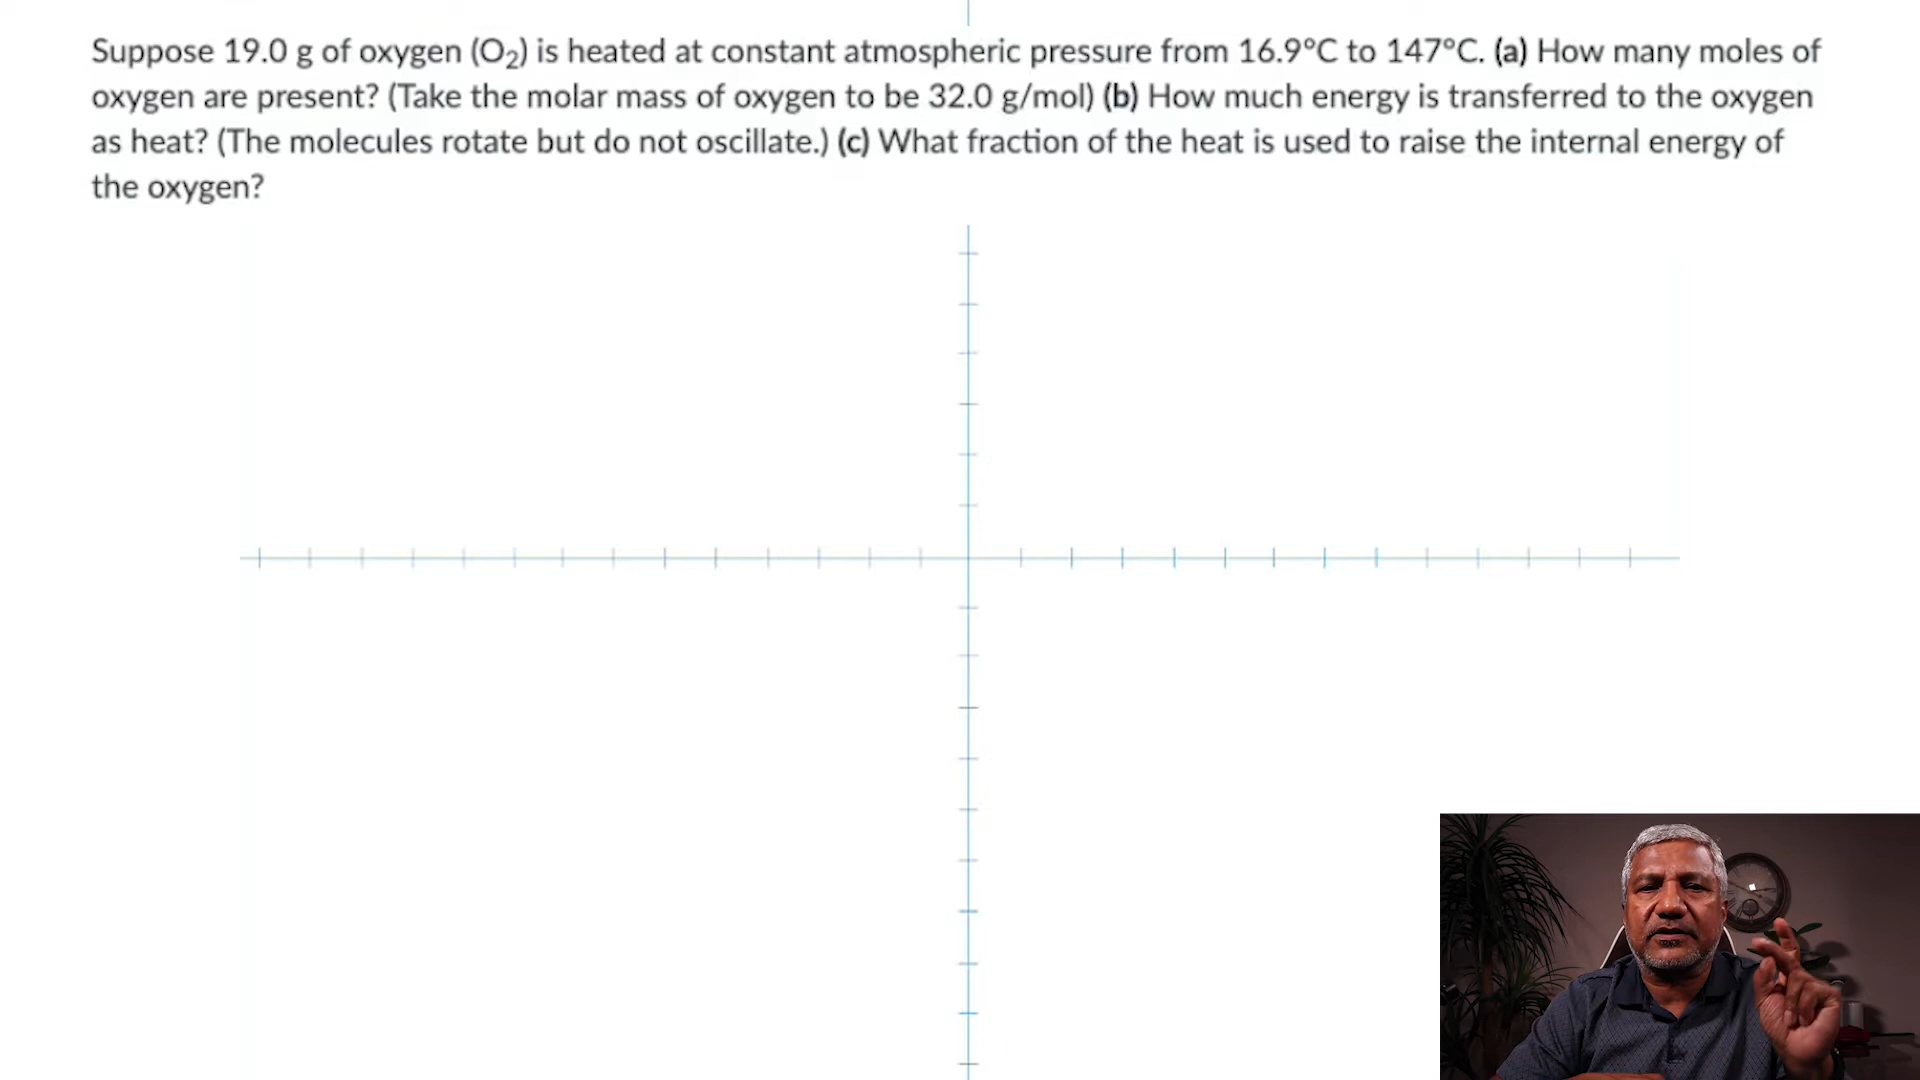 Suppose 19.0 g of oxygen (O₂) is heated at constant atmospheric pressure from 16.9°C to 147°C. (a) How many moles of
oxygen are present? (Take the molar mass of oxygen to be 32.0 g/mol) (b) How much energy is transferred to the oxygen
as heat? (The molecules rotate but do not oscillate.) (c) What fraction of the heat is used to raise the internal energy of
the oxygen?